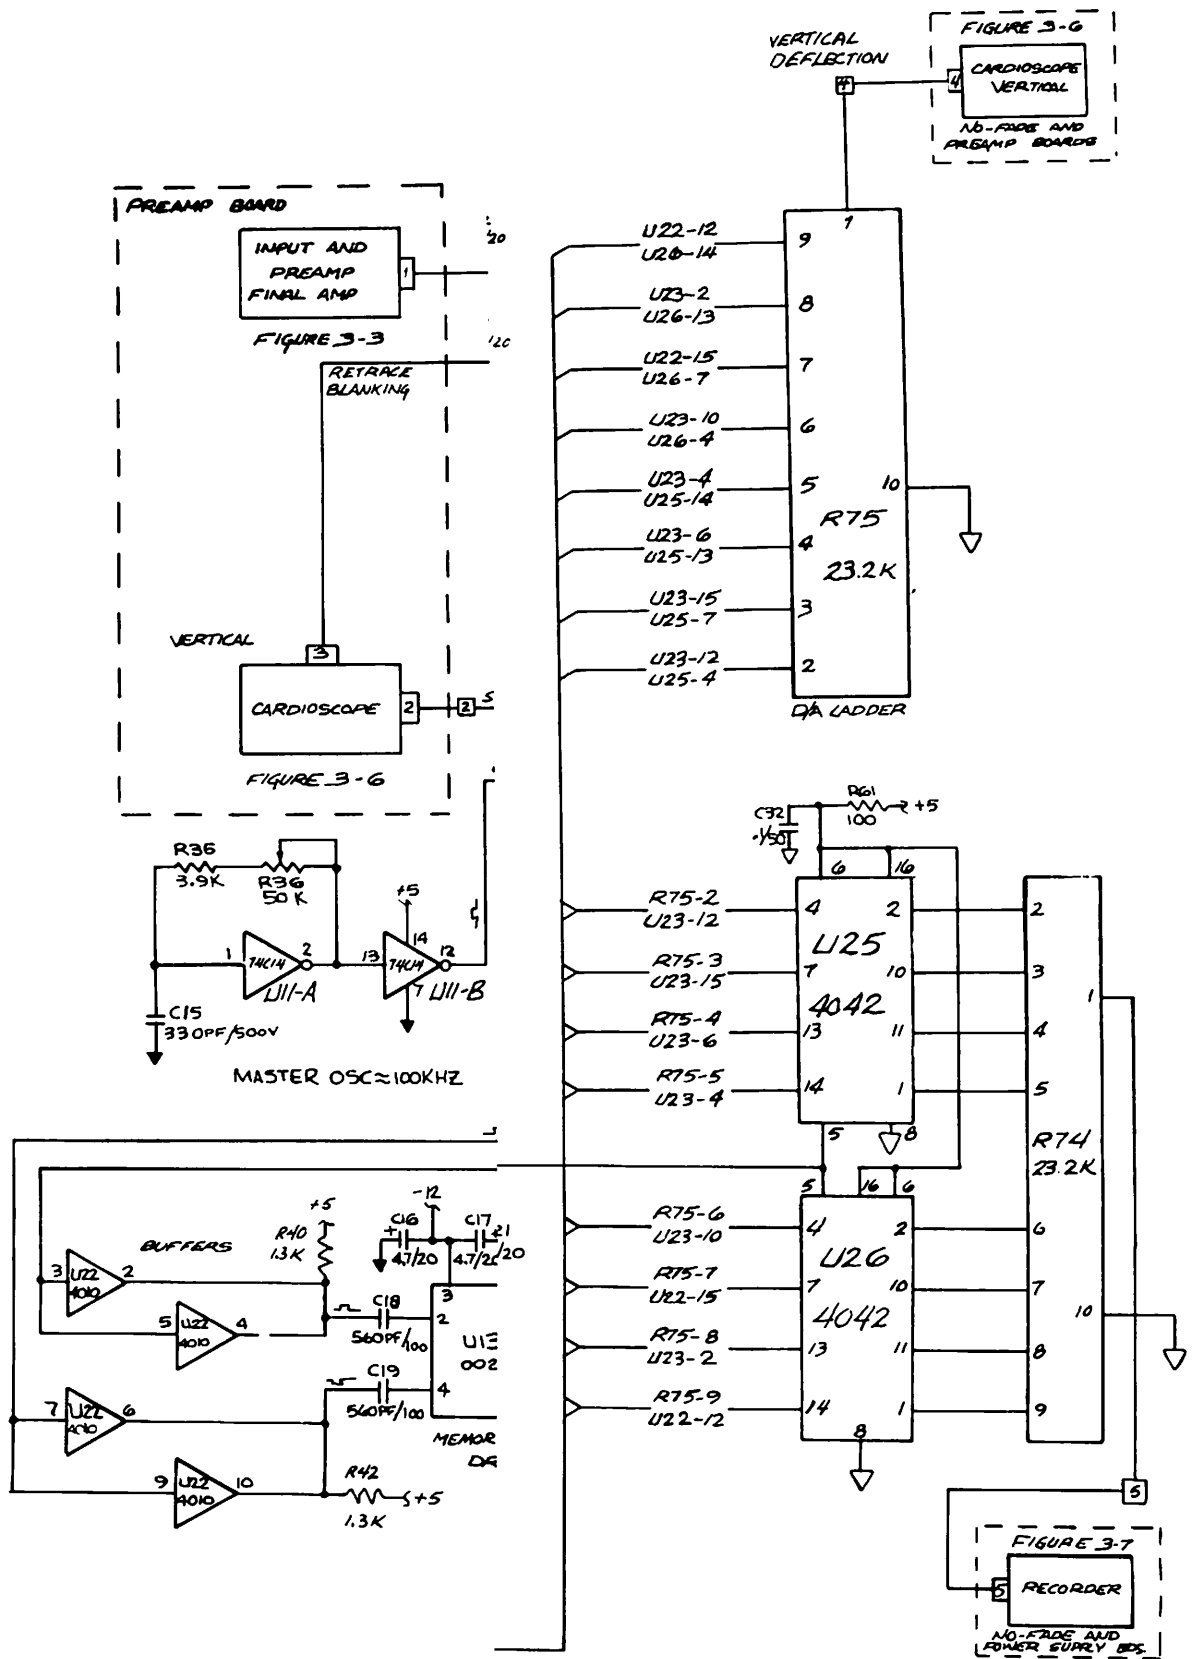 VERTICAL
DEFLECTION
4
FIGURE 3-6
4
CARDIOSCOPE
VERTICAL
NO-FADE AND
PREAMP BOARDS
PREAMP BOARD
INPUT AND
PREAMP
FINAL AMP
1
FIGURE 3-3
RETRACE
BLANKING
VERTICAL
3
CARDIOSCOPE
2
2
FIGURE 3-6
1
U22-12
U26-14
9
U23-2
U26-13
8
U22-15
U26-7
7
U23-10
U26-4
6
U23-4
U25-14
5
10
R75
23.2K
U23-6
U25-13
4
U23-15
U25-7
3
U23-12
U25-4
2
D/A LADDER
R35
3.9K
R36
50K
1
74C14
2
U11-A
+5
14
13
74C14
12
7
U11-B
C15
330PF/500V
MASTER OSC≈100KHZ
C32
.1/50
R61
100
+5
6
16
R75-2
U23-12
4
2
2
R75-3
U23-15
7
10
3
R75-4
U23-6
13
11
4
R75-5
U23-4
14
1
5
U25
4042
5
8
1
R74
23.2K
5
16
6
R75-6
U23-10
4
2
6
R75-7
U22-15
7
10
7
R75-8
U23-2
13
11
8
R75-9
U22-12
14
1
9
U26
4042
8
10
BUFFERS
+5
R40
1.3K
3
U22
4010
2
5
U22
4010
4
7
U22
4010
6
9
U22
4010
10
R42
1.3K
+5
-12
+
C16
4.7/20
C17
3
C18
560PF/100
2
C19
560PF/100
4
5
FIGURE 3-7
5
RECORDER
NO-FADE AND
POWER SUPPLY BDS.